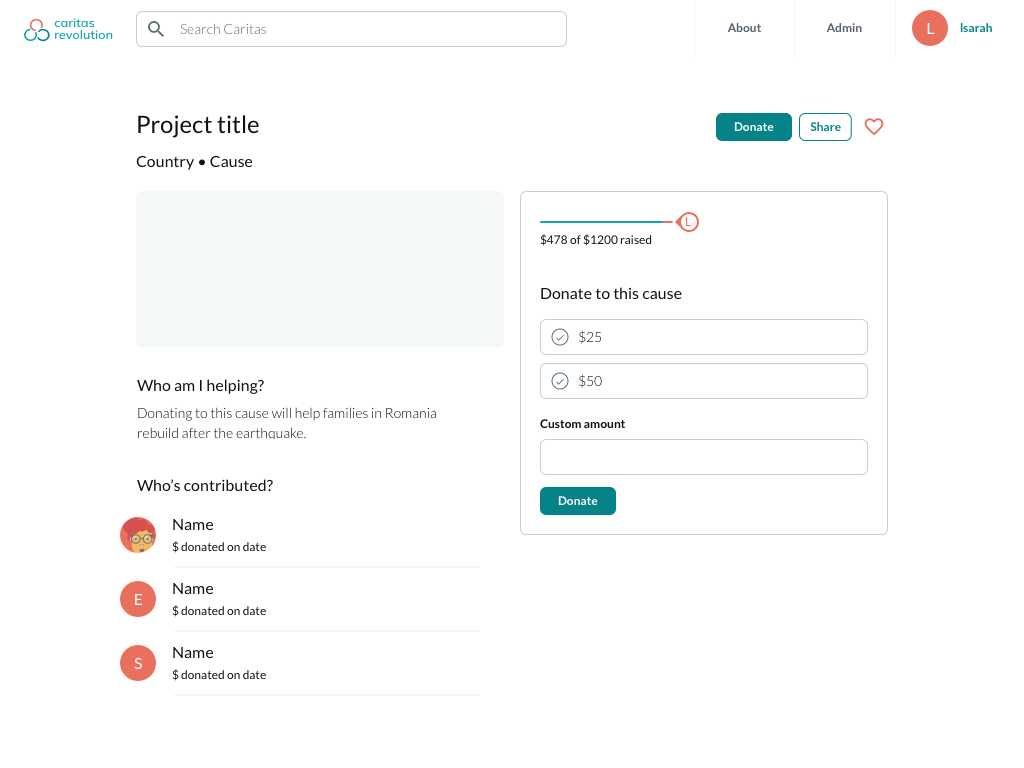 caritas
revolution
Search Caritas
About
Admin
L
lsarah
Project title
Donate
Share
Country • Cause
L
$478 of $1200 raised
Donate to this cause
$25
$50
Custom amount
Donate
Who am I helping?
Donating to this cause will help families in Romania
rebuild after the earthquake.
Who's contributed?
Name
$ donated on date
E
Name
$ donated on date
S
Name
$ donated on date